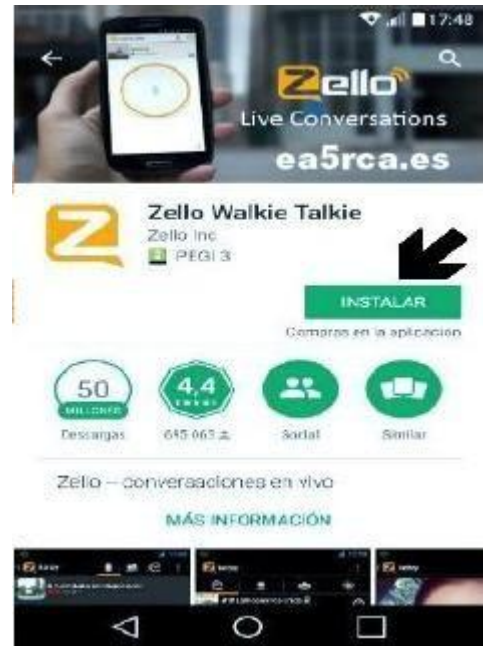 17:48
Zello
Live Conversations
ea5rca.es
Zello Walkie Talkie
Zello Inc
PEGI 3
INSTALAR
Compras en la aplicación
50
MILLONES
Descargas
4,4
Social
Similar
Zello – conversaciones en vivo
MÁS INFORMACIÓN